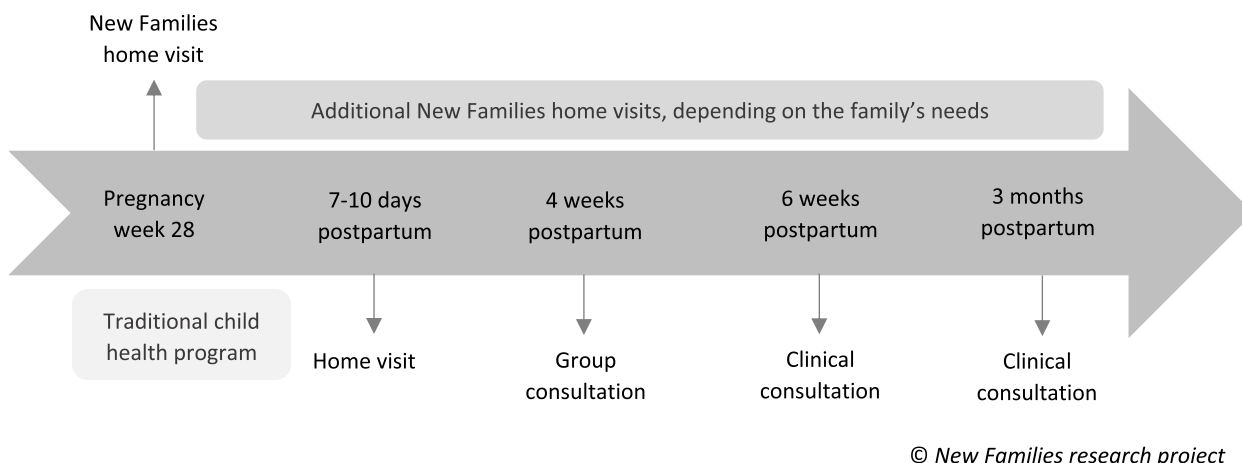 New Families
home visit
Additional New Families home visits, depending on the family's needs
Pregnancy
week 28
7-10 days
postpartum
4 weeks
postpartum
6 weeks
postpartum
3 months
postpartum
Traditional child
health program
Home visit
Group
consultation
Clinical
consultation
Clinical
consultation
© New Families research project